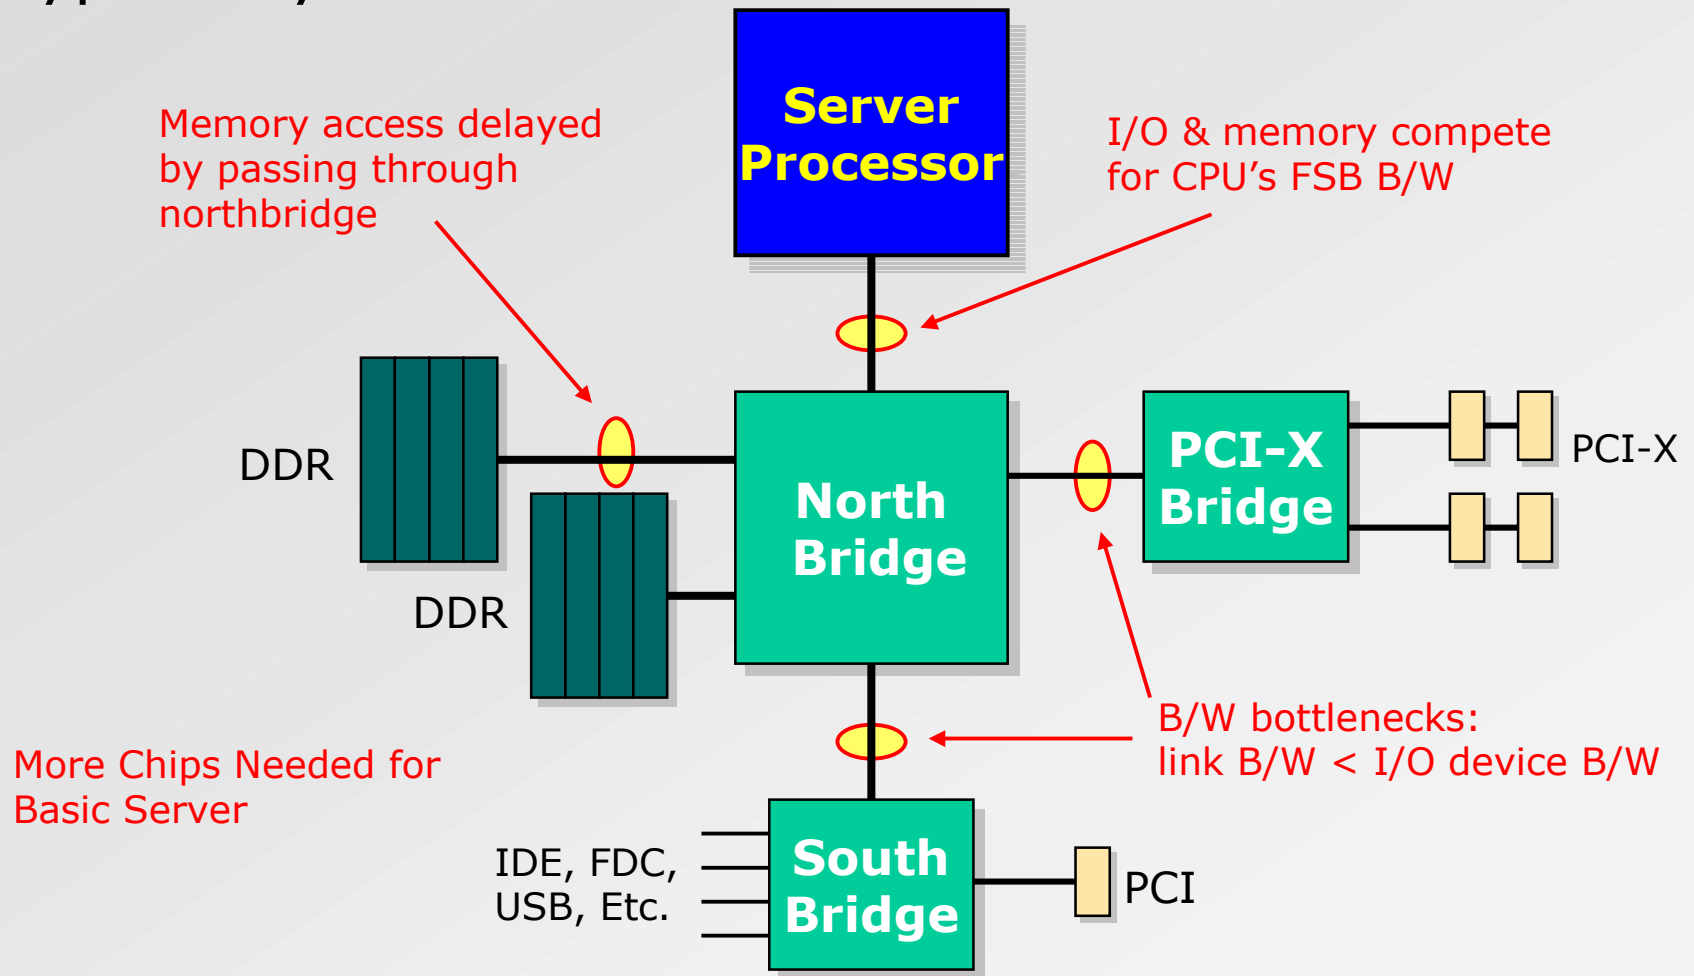 Server
Processor
Memory access delayed
by passing through
northbridge
I/O & memory compete
for CPU’s FSB B/W
DDR
DDR
North
Bridge
PCI-X
Bridge
PCI-X
B/W bottlenecks:
link B/W < I/O device B/W
More Chips Needed for
Basic Server
IDE, FDC,
USB, Etc.
South
Bridge
PCI